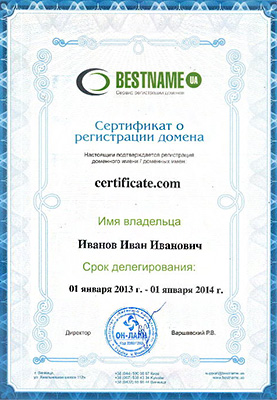 BESTNAME UA
Сервис регистрации доменов
Сертификат о
регистрации домена
Настоящим подтверждается регистрация
доменного имени / доменных имен
certificate.com
Имя владельца
Иванов Иван Иванович
Срок делегирования:
01 января 2013 г. - 01 января 2014 г.
Директор
Варшавский Р.В.
ОН-ЛАЙН
г. Винница,